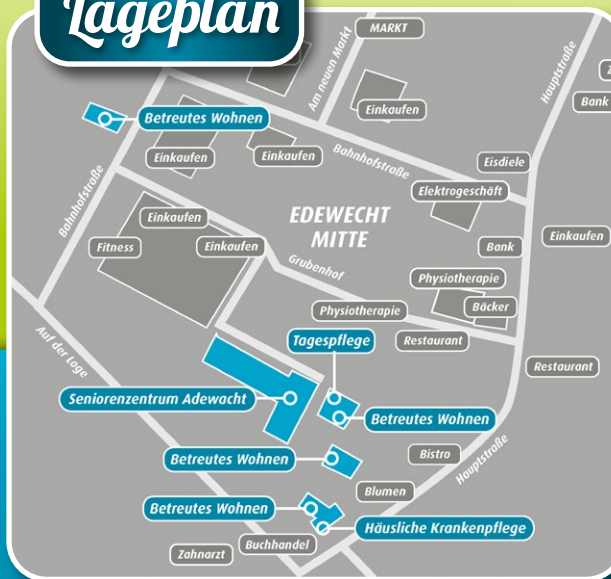 Lageplan
MARKT
Am neuen Markt
Hauptstraße
Bank
Einkaufen
Betreutes Wohnen
Einkaufen
Einkaufen
Bahnhofstraße
Eisdiele
Elektrogeschäft
Bahnhofstraße
Einkaufen
EDEWECHT
MITTE
Fitness
Einkaufen
Bank
Einkaufen
Grubenhof
Physiotherapie
Physiotherapie
Bäcker
Auf der Loge
Tagespflege
Restaurant
Restaurant
Seniorenzentrum Adewacht
Betreutes Wohnen
Betreutes Wohnen
Bistro
Hauptstraße
Blumen
Betreutes Wohnen
Häusliche Krankenpflege
Buchhandel
Zahnarzt